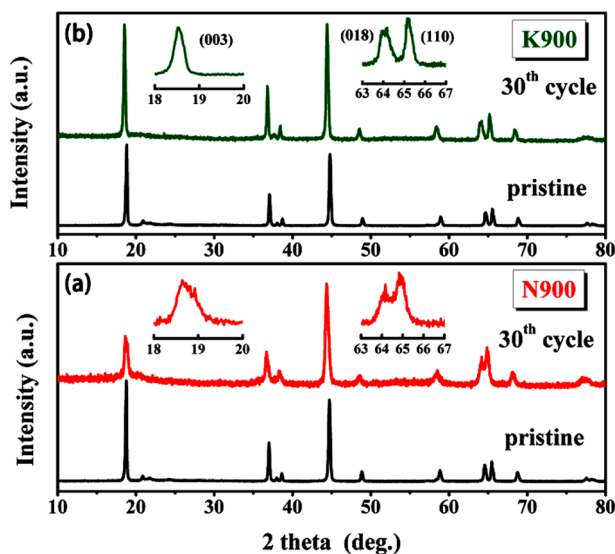 (b)
(003)
(018)
(110)
K900
30th cycle
18 19 20
63 64 65 66 67
pristine
Intensity (a.u.)
10 20 30 40 50 60 70 80
(a)
N900
30th cycle
18 19 20
63 64 65 66 67
pristine
Intensity (a.u.)
10 20 30 40 50 60 70 80
2 theta (deg.)